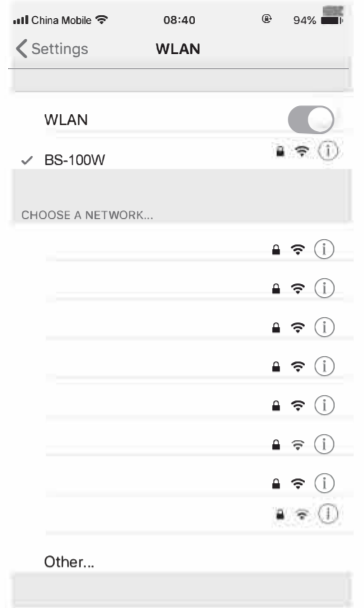 China Mobile 08:40 94%
Settings WLAN
WLAN
BS-100W
CHOOSE A NETWORK...
Other...